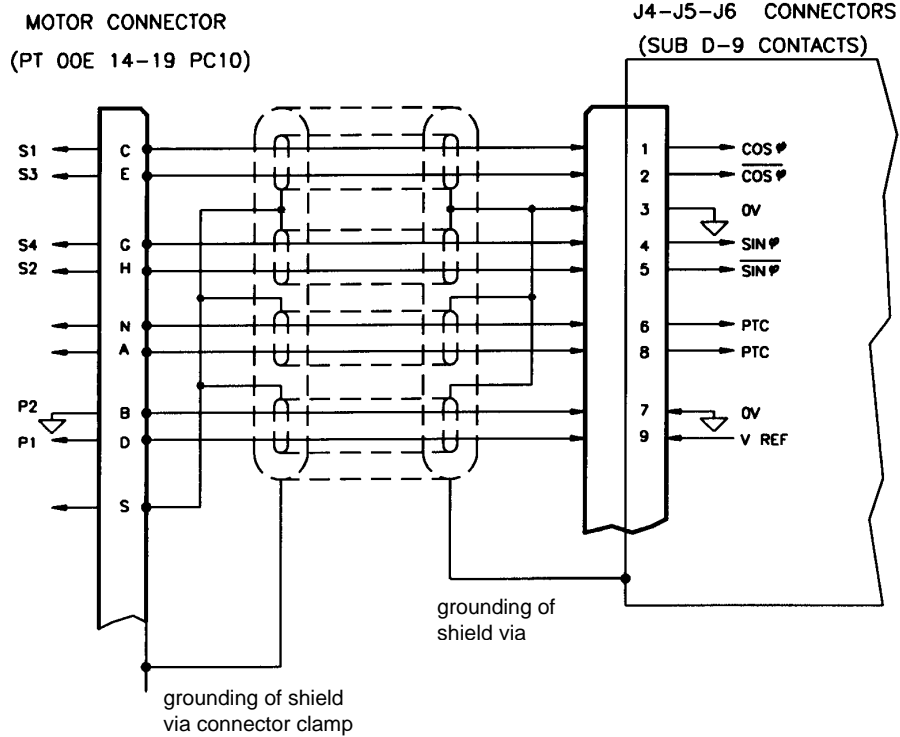 MOTOR CONNECTOR
(PT 00E 14-19 PC10)
J4-J5-J6 CONNECTORS
(SUB D-9 CONTACTS)
S1 C 1 COS φ
S3 E 2 C̅O̅S̅ ̅φ̅
3 0V
S4 G 4 SIN φ
S2 H 5 S̅I̅N̅ ̅φ̅
N 6 PTC
A 8 PTC
P2 B 7 0V
P1 D 9 V REF
S
grounding of
shield via
grounding of shield
via connector clamp